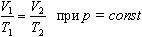 V₁/T₁ = V₂/T₂ при p = const